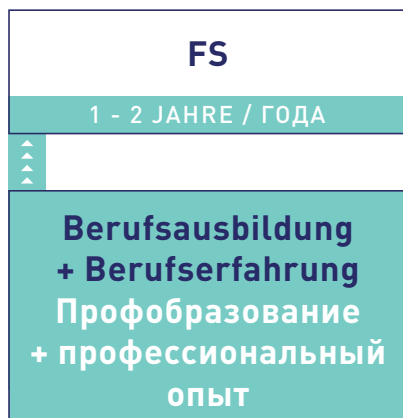 FS
1 - 2 JAHRE / ГОДА
Berufsausbildung
+ Berufserfahrung
Профобразование
+ профессиональный
опыт